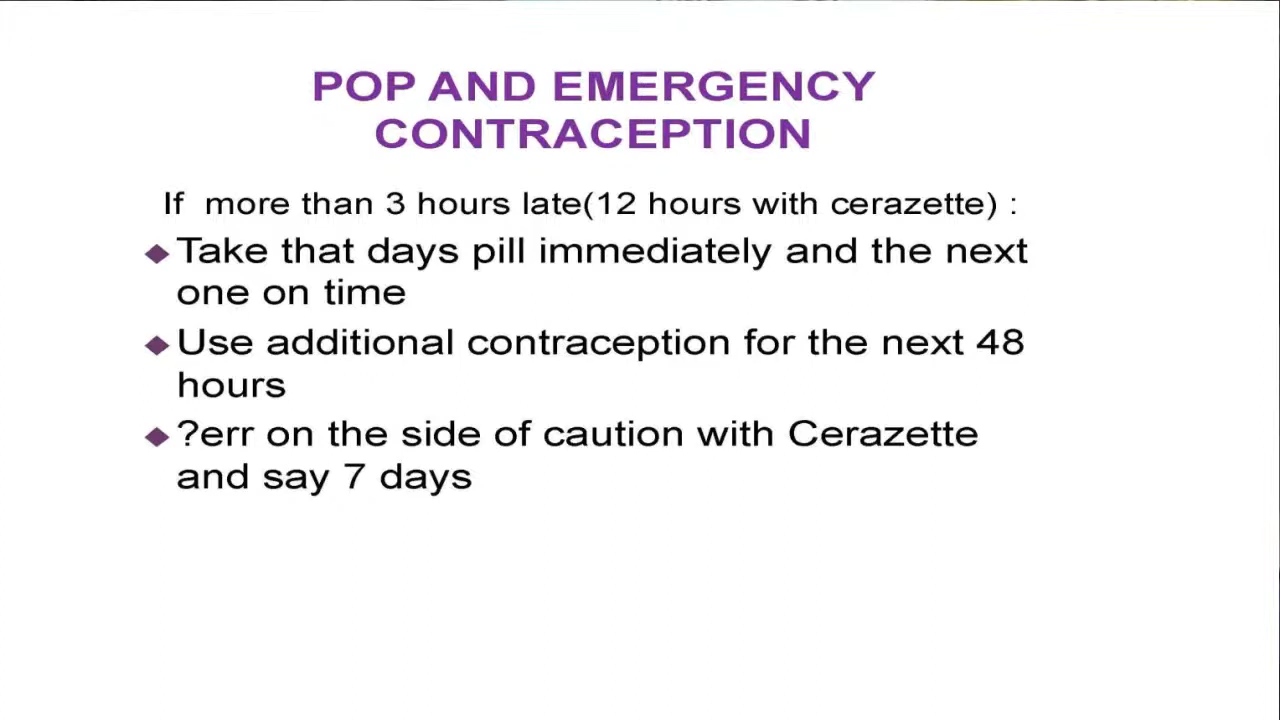 POP AND EMERGENCY
CONTRACEPTION
If more than 3 hours late(12 hours with cerazette) :
Take that days pill immediately and the next
one on time
Use additional contraception for the next 48
hours
?err on the side of caution with Cerazette
and say 7 days